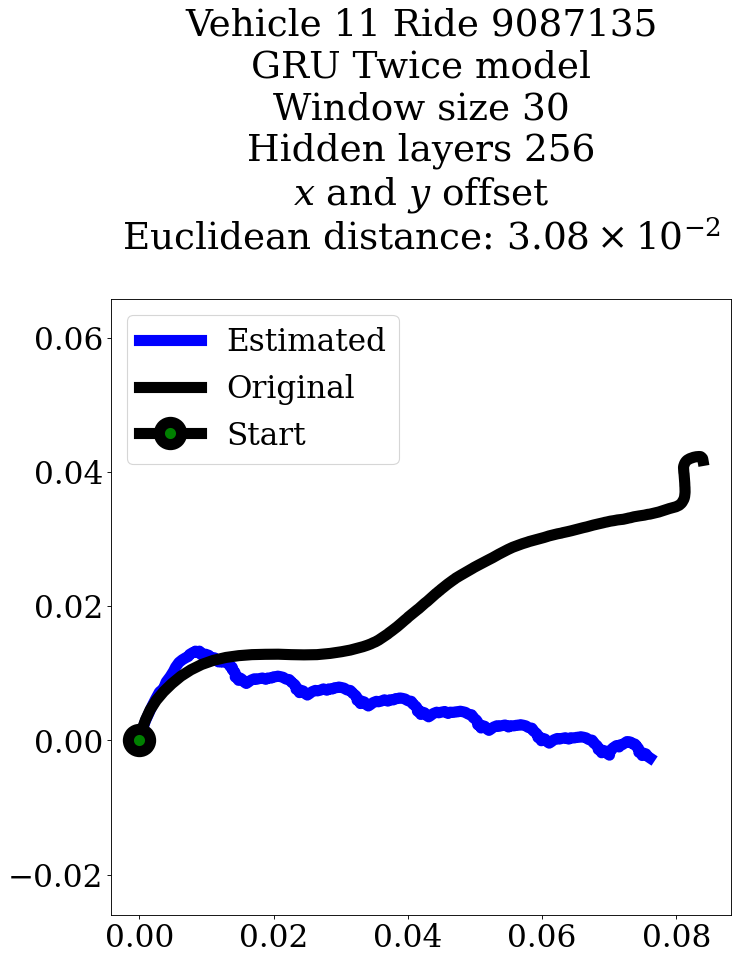 Vehicle 11 Ride 9087135
GRU Twice model
Window size 30
Hidden layers 256
x and y offset
Euclidean distance: 3.08 × 10⁻²
Estimated
Original
Start
0.06
0.04
0.02
0.00
−0.02
0.00 0.02 0.04 0.06 0.08